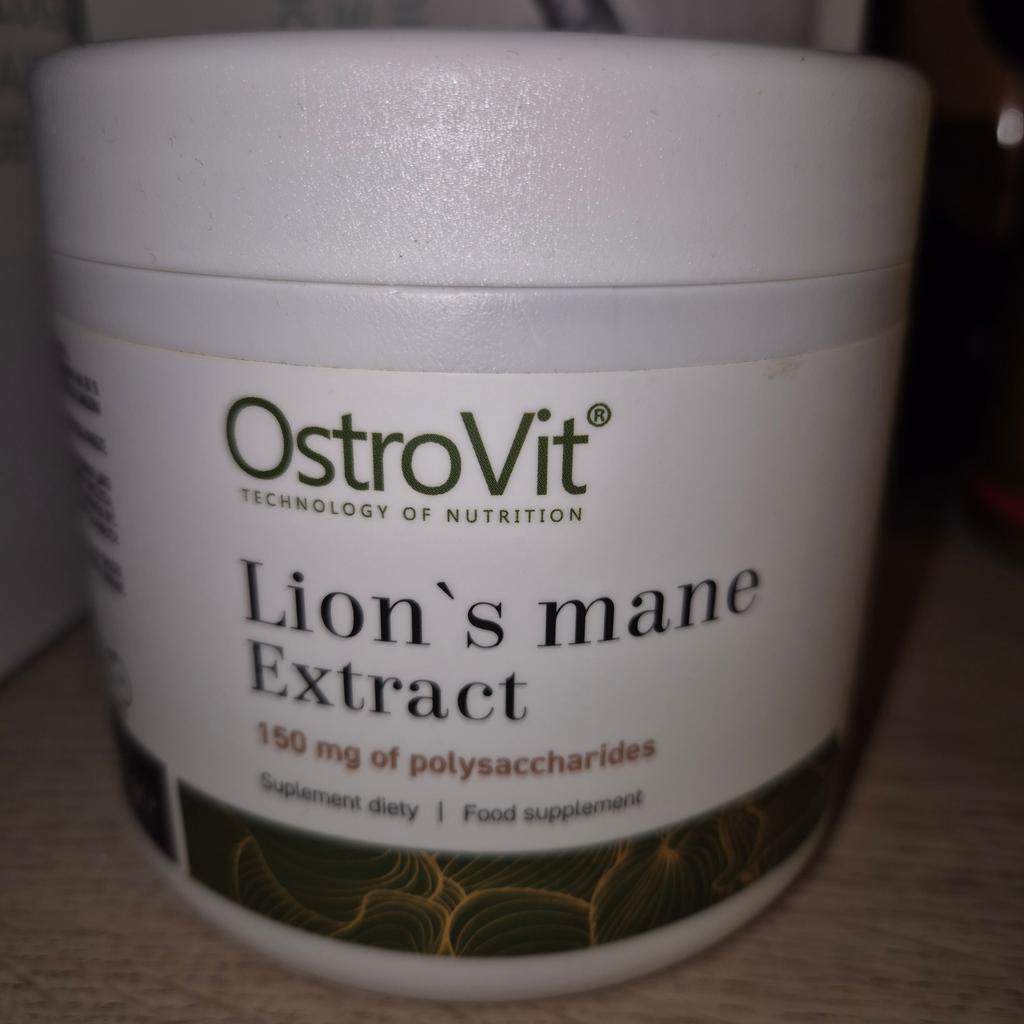 OstroVit®
TECHNOLOGY OF NUTRITION
Lion`s mane
Extract
150 mg of polysaccharides
Suplement diety | Food supplement